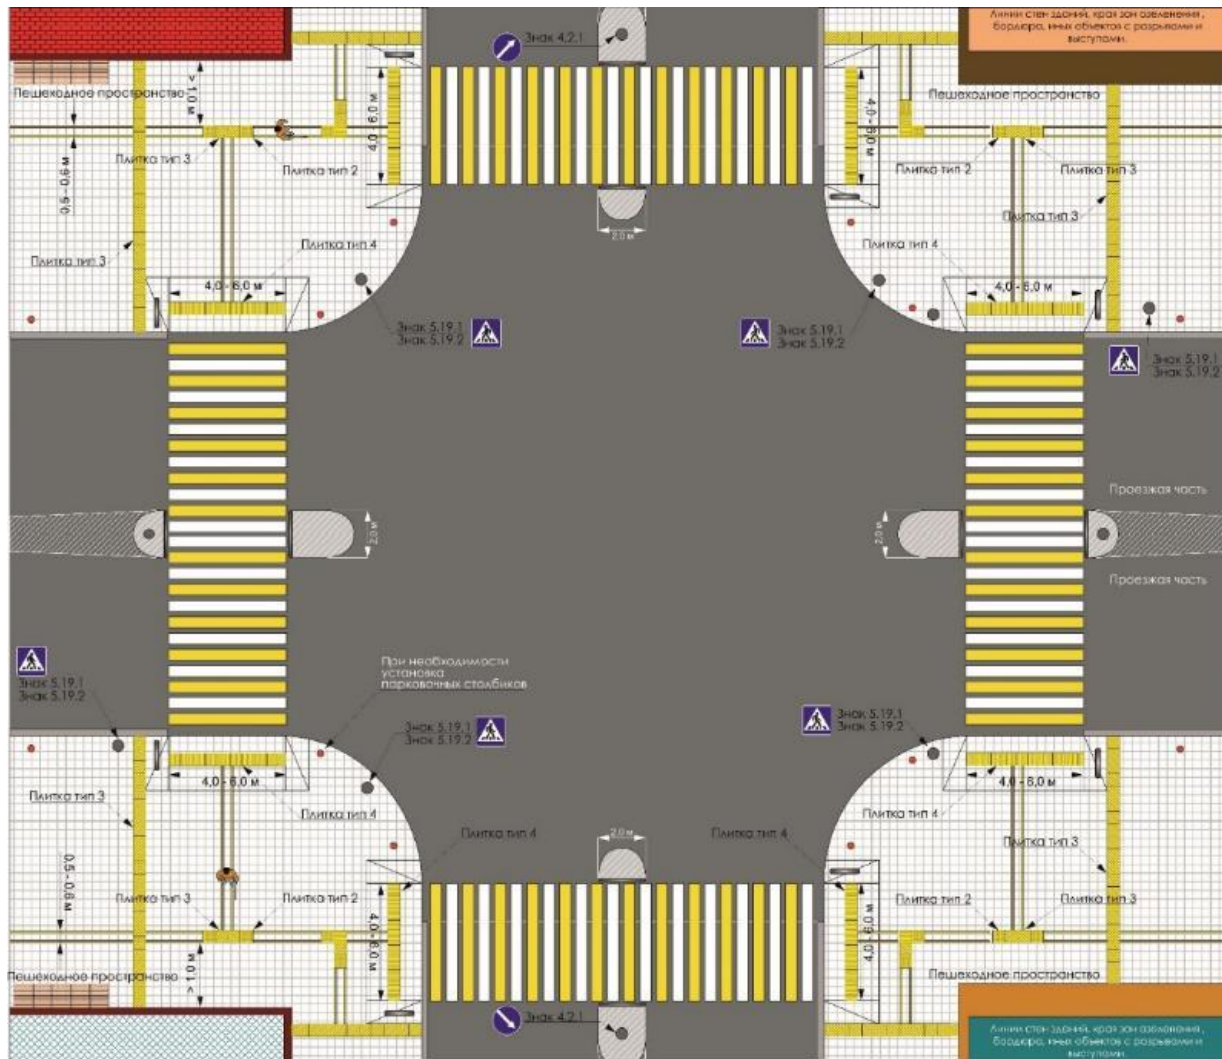 Знак 4.2.1
Линии стен зданий, края зон озеленения,
бордюра, иных объектов с разрывами и
выступами.
Пешеходное пространство
> 1,0 м
4,0-6,0 м
4,0-6,0 м
Пешеходное пространство
0,5 - 0,6 м
Плитка тип 3
Плитка тип 2
Плитка тип 2
Плитка тип 3
Плитка тип 3
2,0 м
Плитка тип 3
Плитка тип 4
Плитка тип 4
4,0 - 6,0 м
4,0 - 6,0 м
Знак 5.19.1
Знак 5.19.2
Знак 5.19.1
Знак 5.19.2
Знак 5.19.1
Знак 5.19.2
Проезжая часть
2,0 м
2,0 м
Проезжая часть
При необходимости
установка
парковочных столбиков
Знак 5.19.1
Знак 5.19.2
Знак 5.19.1
Знак 5.19.2
Знак 5.19.1
Знак 5.19.2
4,0 - 6,0 м
4,0 - 6,0 м
Плитка тип 3
Плитка тип 4
Плитка тип 4
Плитка тип 4
2,0 м
Плитка тип 4
Плитка тип 3
0,5 - 0,6 м
Плитка тип 3
Плитка тип 2
Плитка тип 2
Плитка тип 3
4,0-6,0 м
4,0-6,0 м
Пешеходное пространство
> 1,0 м
Пешеходное пространство
Знак 4.2.1
Линии стен зданий, края зон озеленения,
бордюра, иных объектов с разрывами и
выступами.